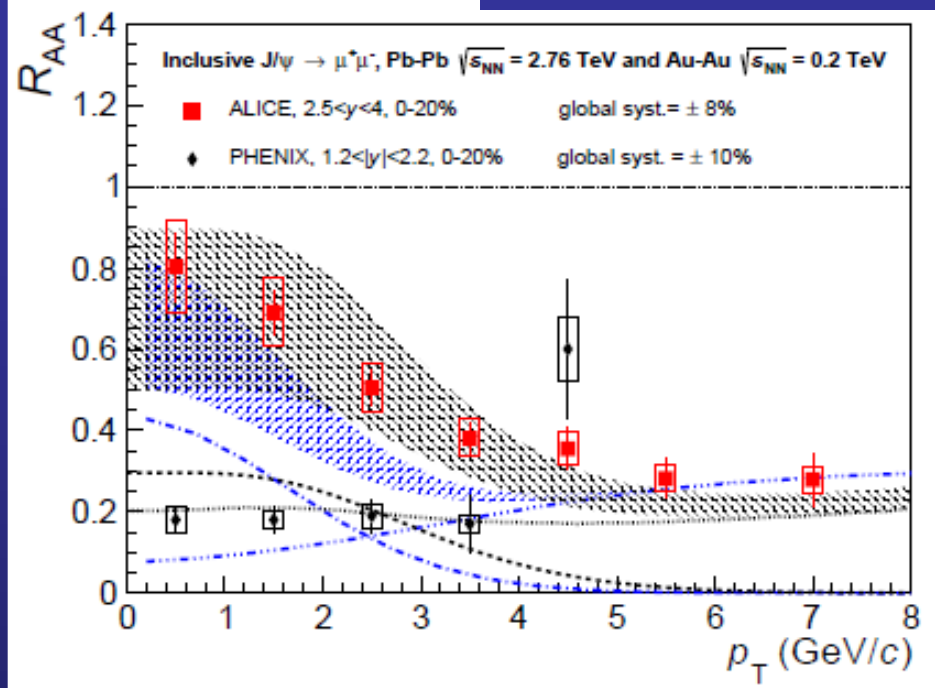 R_AA
1.4
Inclusive J/ψ → μ⁺μ⁻, Pb-Pb √s_NN = 2.76 TeV and Au-Au √s_NN = 0.2 TeV
1.2
ALICE, 2.5<y<4, 0-20% global syst.= ± 8%
PHENIX, 1.2<|y|<2.2, 0-20% global syst. = ± 10%
1
0.8
0.6
0.4
0.2
0
0 1 2 3 4 5 6 7 8
p_T (GeV/c)